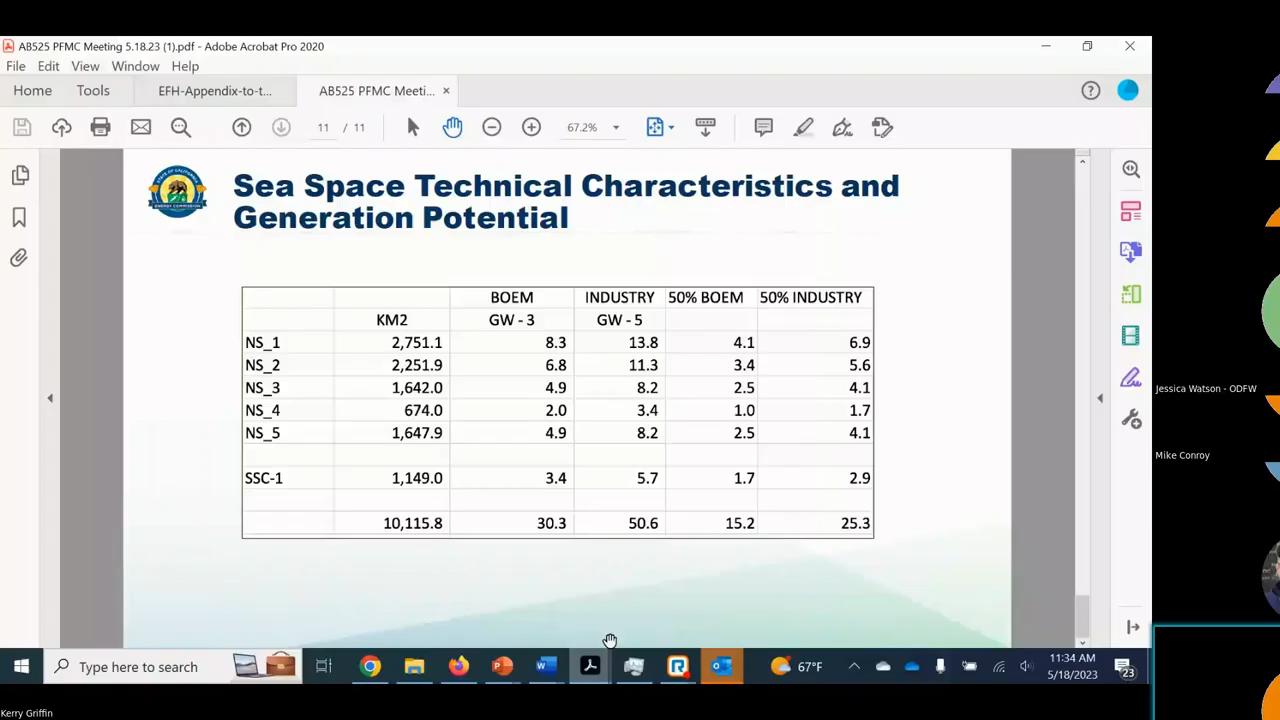 AB525 PFMC Meeting 5.18.23 (1).pdf - Adobe Acrobat Pro 2020
File Edit View Window Help
Home Tools EFH-Appendix-to-t... AB525 PFMC Meeti... ×
11 / 11 67.2%
Sea Space Technical Characteristics and
Generation Potential
BOEM INDUSTRY 50% BOEM 50% INDUSTRY
KM2 GW - 3 GW - 5
NS_1 2,751.1 8.3 13.8 4.1 6.9
NS_2 2,251.9 6.8 11.3 3.4 5.6
NS_3 1,642.0 4.9 8.2 2.5 4.1
NS_4 674.0 2.0 3.4 1.0 1.7
NS_5 1,647.9 4.9 8.2 2.5 4.1
SSC-1 1,149.0 3.4 5.7 1.7 2.9
10,115.8 30.3 50.6 15.2 25.3
Jessica Watson - ODFW
Mike Conroy
Type here to search
67°F
11:34 AM
5/18/2023
23
Kerry Griffin